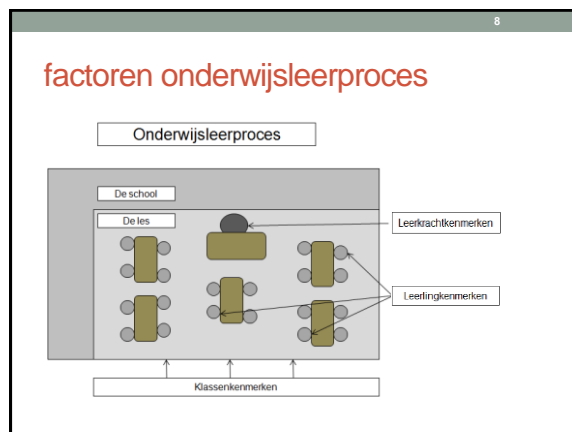 8
factoren onderwijsleerproces
Onderwijsleerproces
De school
De les
Leerkrachtkenmerken
Leerlingkenmerken
Klassenkenmerken